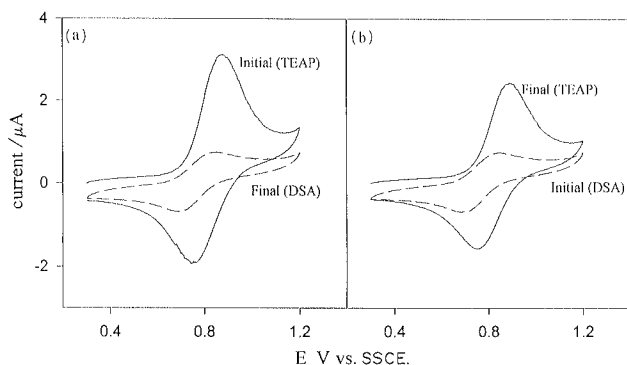 4
2
0
-2
current /µA
(a)
Initial (TEAP)
Final (DSA)
(b)
Final (TEAP)
Initial (DSA)
0.4 0.8 1.2 0.4 0.8 1.2
E V vs. SSCE.